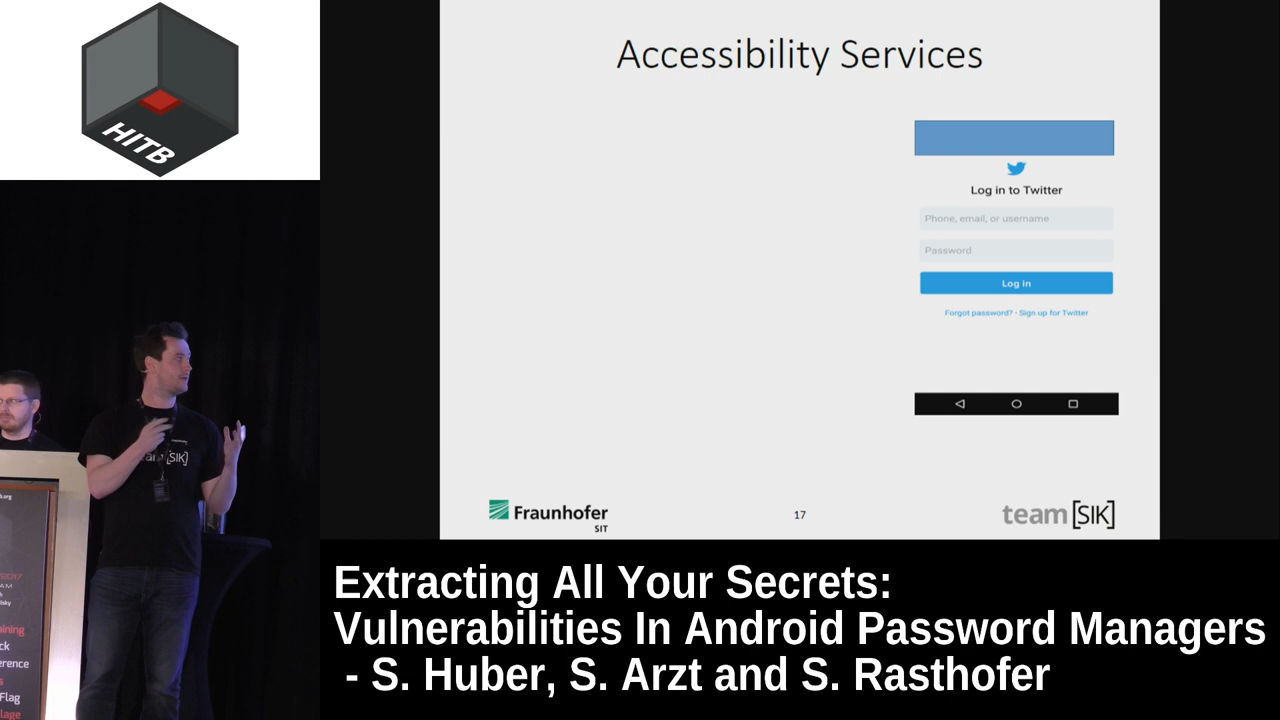 HITB
Accessibility Services
Log in to Twitter
Phone, email, or username
Password
Log in
Forgot password? · Sign up for Twitter
Fraunhofer
SIT
17
team[SIK]
team[SIK]
Extracting All Your Secrets:
Vulnerabilities In Android Password Managers
- S. Huber, S. Arzt and S. Rasthofer